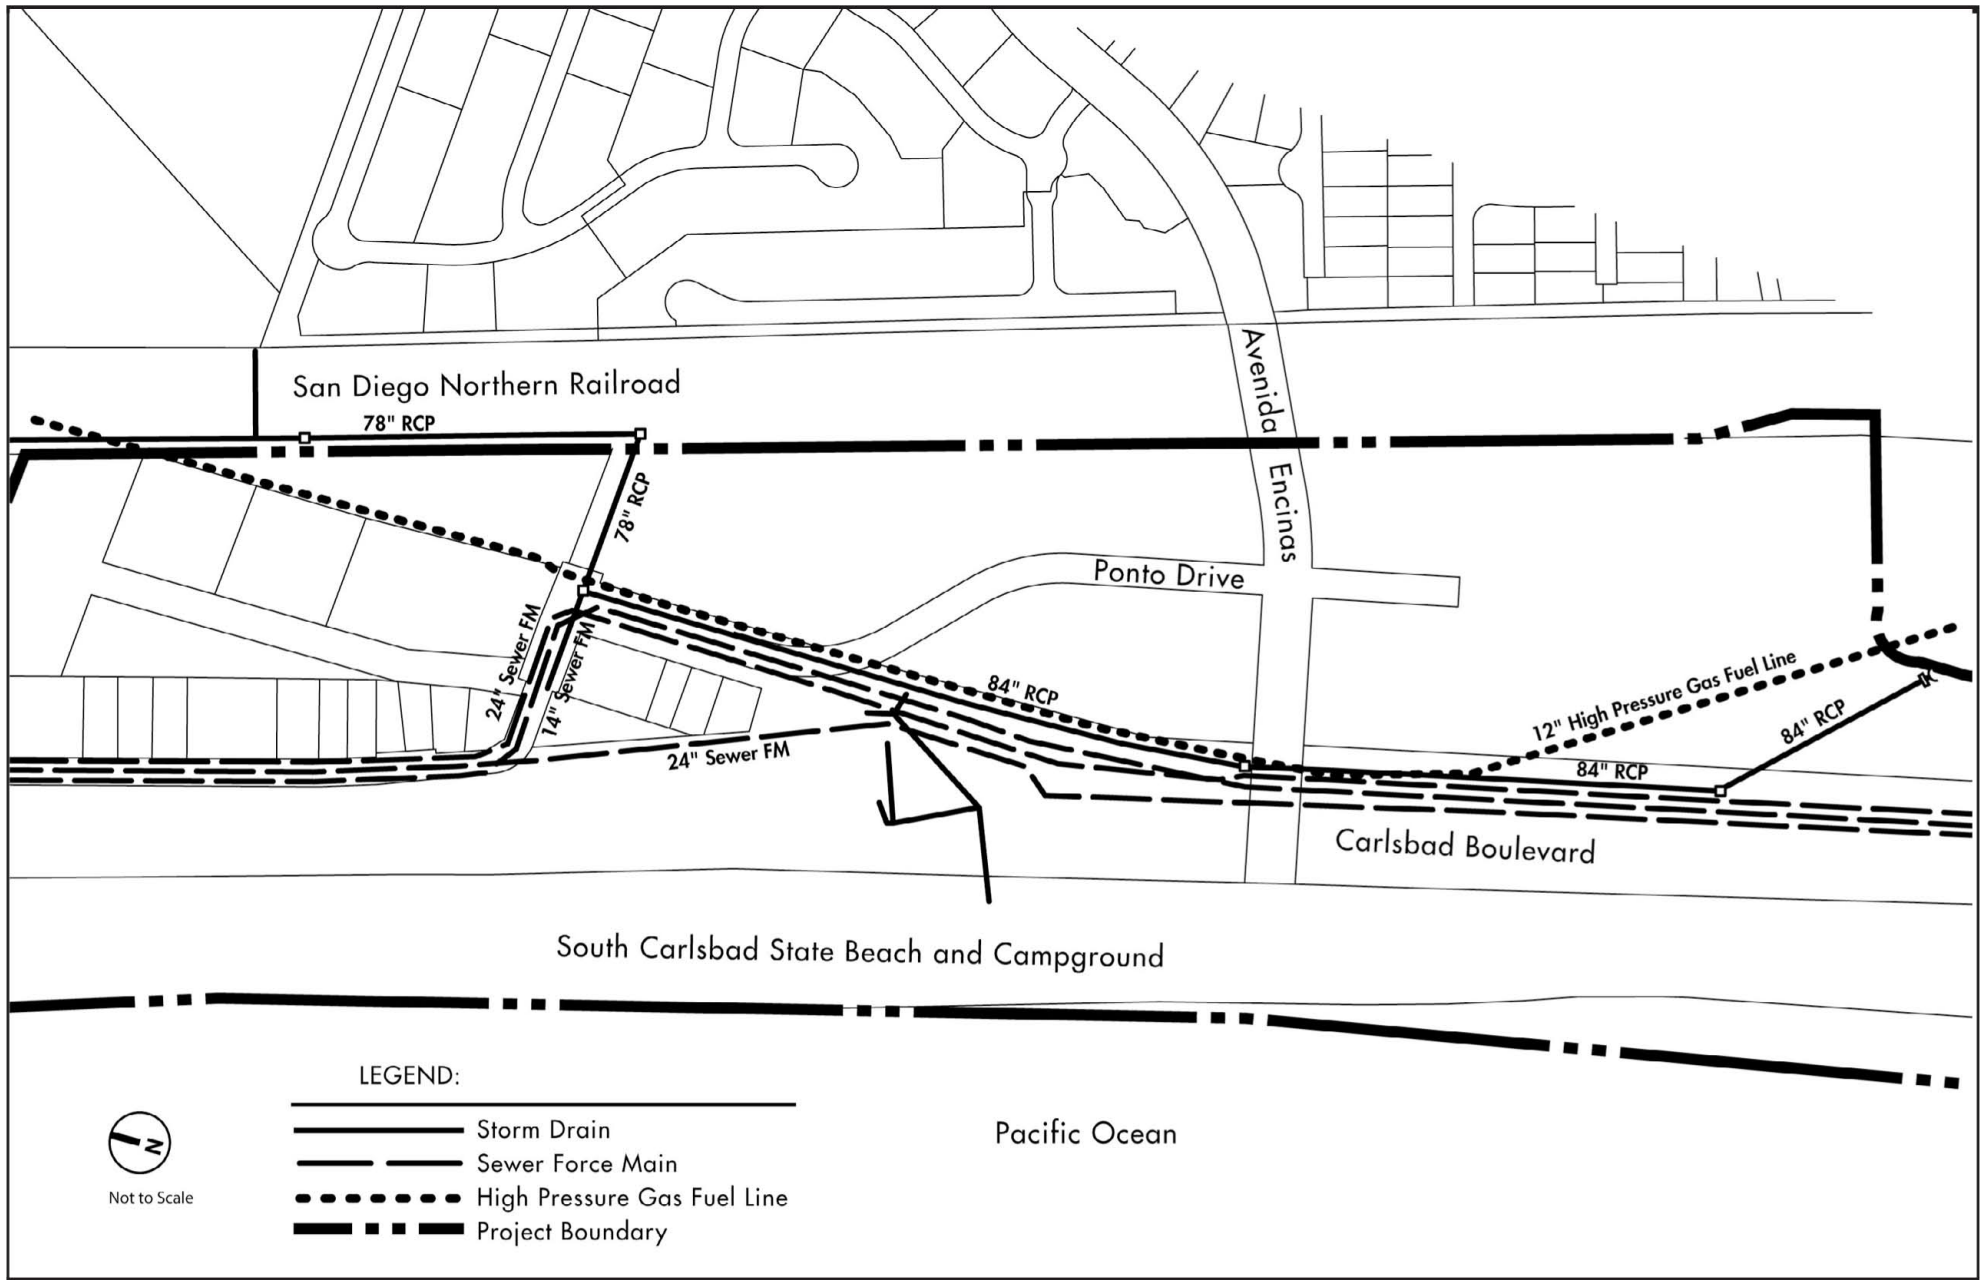 San Diego Northern Railroad
78" RCP
78" RCP
Avenida Encinas
Ponto Drive
24" Sewer FM
14" Sewer FM
84" RCP
24" Sewer FM
12" High Pressure Gas Fuel Line
84" RCP
84" RCP
Carlsbad Boulevard
South Carlsbad State Beach and Campground
Pacific Ocean
LEGEND:
Storm Drain
Sewer Force Main
High Pressure Gas Fuel Line
Project Boundary
N
Not to Scale